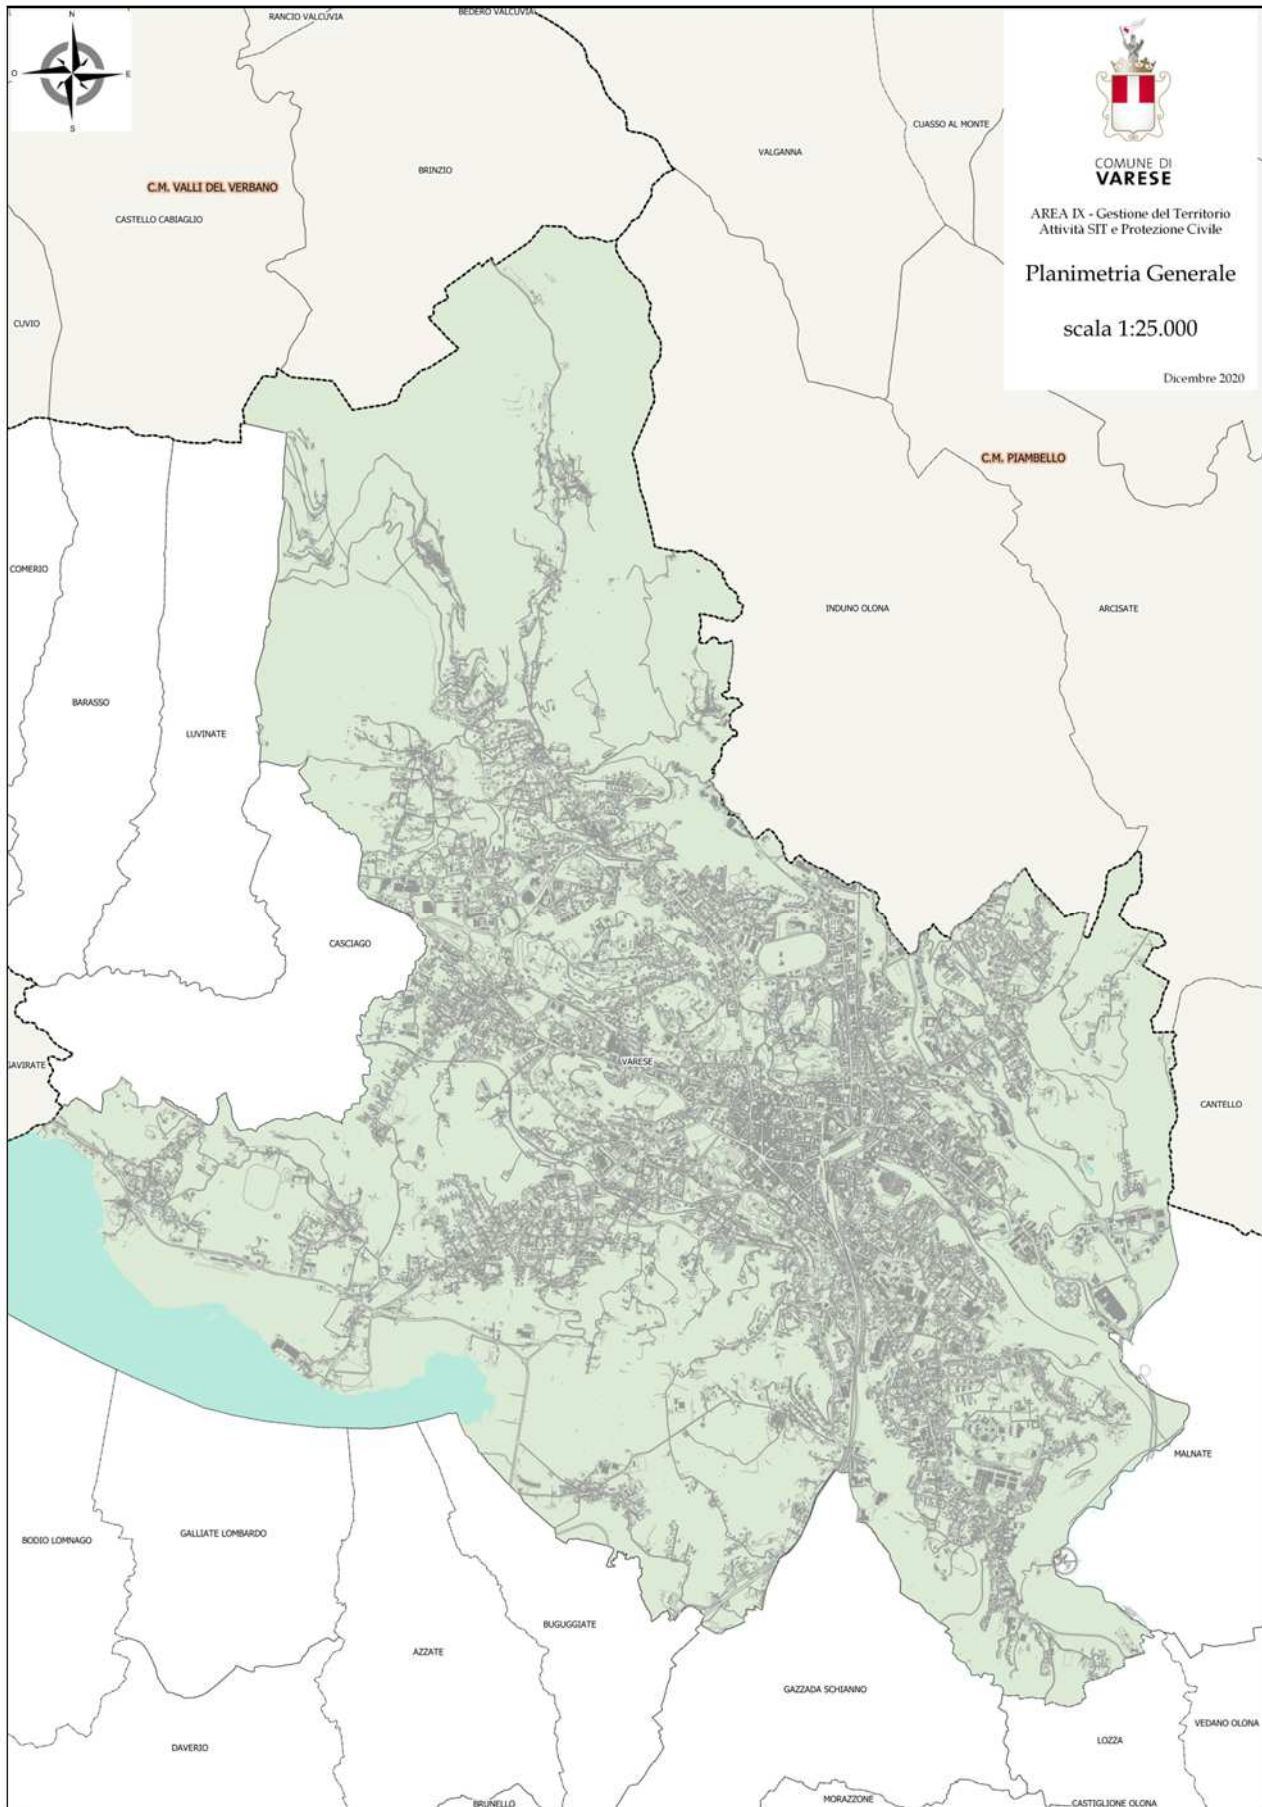 N
O
E
S
RANCIO VALCUVIA
BEDERO VALCUVIA
COMUNE DI
VARESE
AREA IX - Gestione del Territorio
Attività SIT e Protezione Civile
Planimetria Generale
scala 1:25.000
Dicembre 2020
CUASSO AL MONTE
VALGANNA
BRINZIO
C.M. VALLI DEL VERBANO
CASTELLO CABIAGLIO
CUVIO
C.M. PIAMBELLO
COMERIO
INDUNO OLONA
ARCISATE
BARASSO
LUVINATE
CASCIAGO
VARESE
GAVIRATE
CANTELLO
MALNATE
BODIO LOMNAGO
GALLIATE LOMBARDO
BUGUGGIATE
AZZATE
GAZZADA SCHIANNO
VEDANO OLONA
LOZZA
DAVERIO
MORAZZONE
BRUNELLO
CASTIGLIONE OLONA